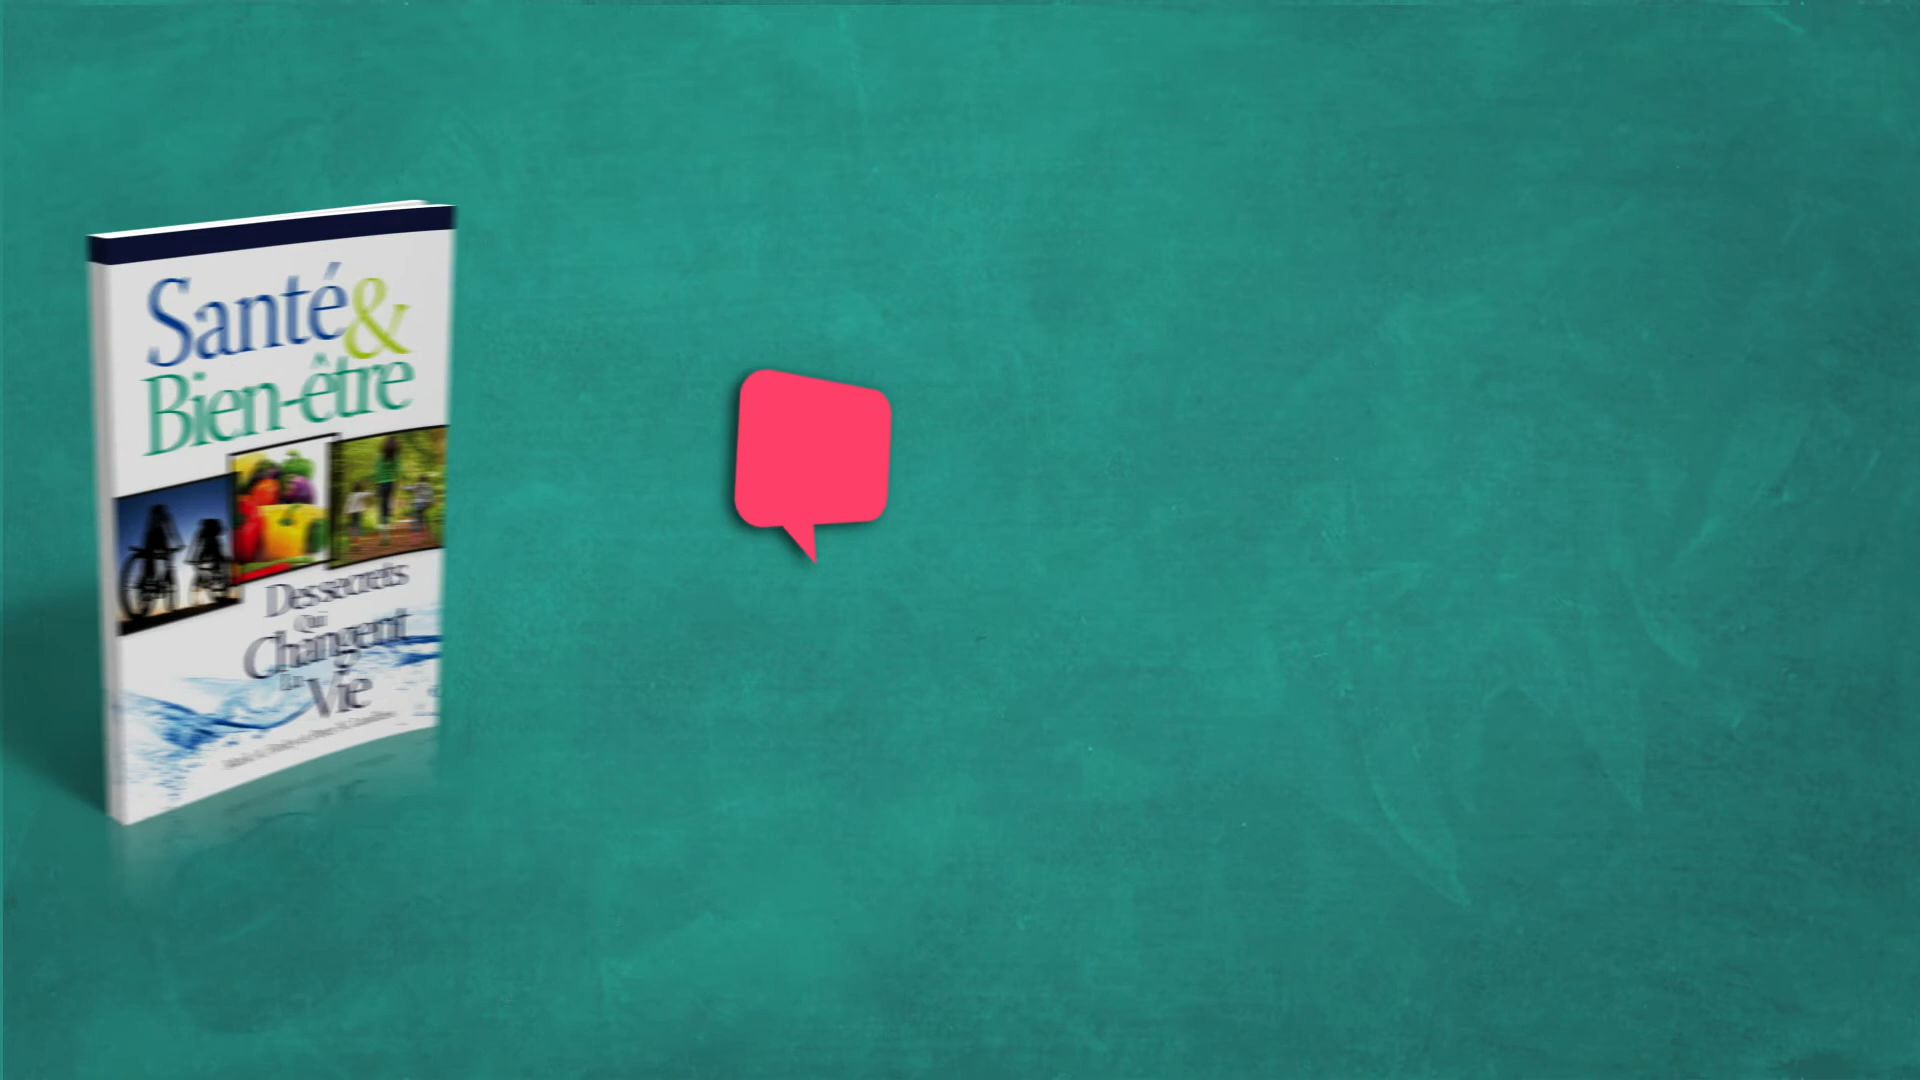 Santé &
Bien-être
Des secrets
Qui
Changent
La
Vie